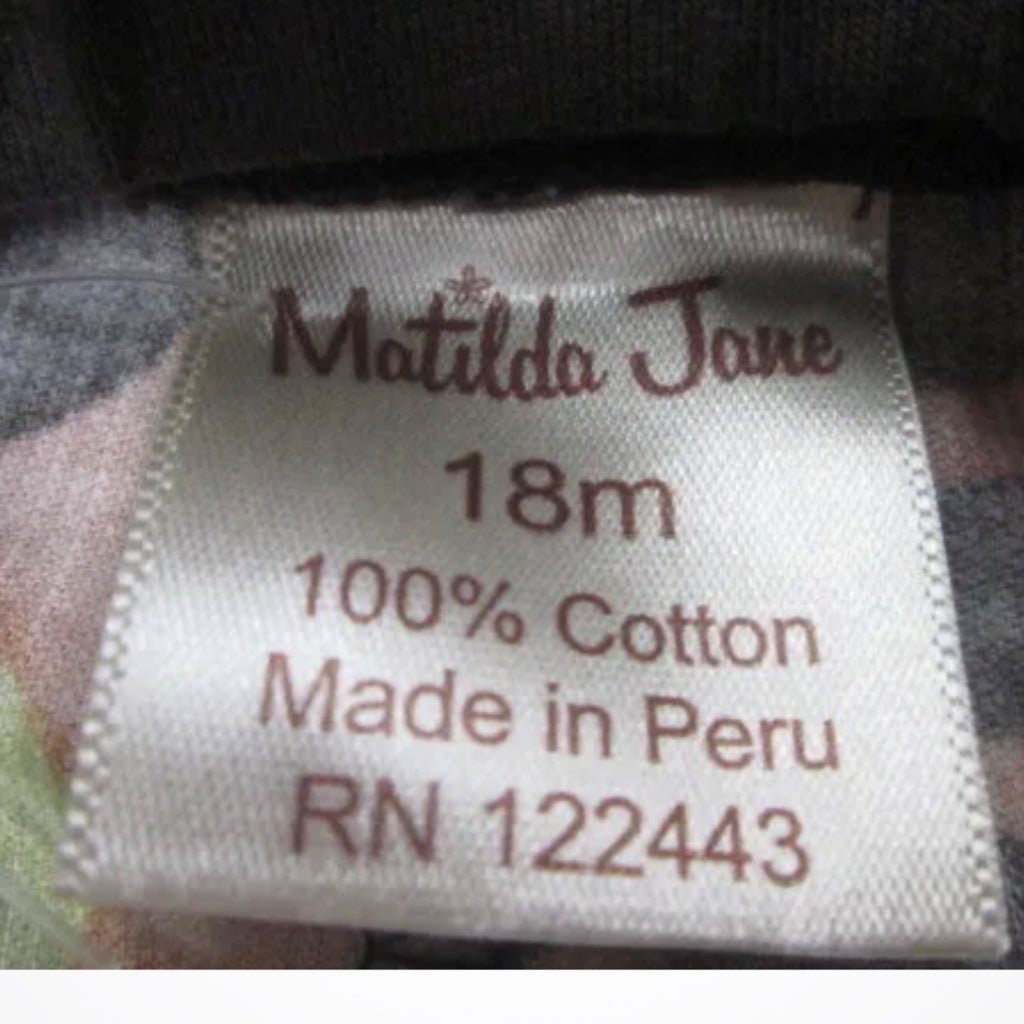 Matilda Jane
18m
100% Cotton
Made in Peru
RN 122443